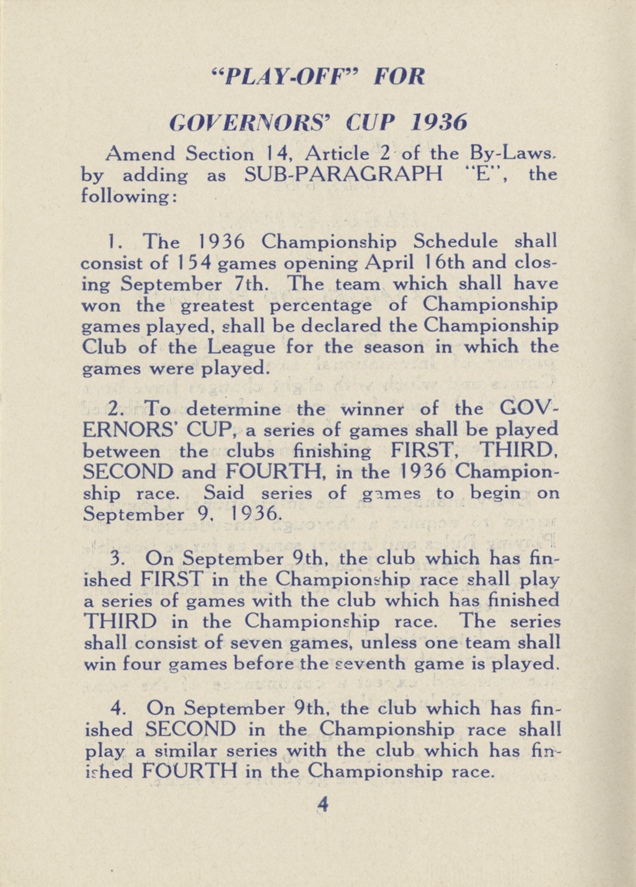 “PLAY-OFF” FOR
GOVERNORS’ CUP 1936
Amend Section 14, Article 2 of the By-Laws.
by adding as SUB-PARAGRAPH “E”, the
following:
1. The 1936 Championship Schedule shall
consist of 154 games opening April 16th and clos-
ing September 7th. The team which shall have
won the greatest percentage of Championship
games played, shall be declared the Championship
Club of the League for the season in which the
games were played.
2. To determine the winner of the GOV-
ERNORS’ CUP, a series of games shall be played
between the clubs finishing FIRST, THIRD,
SECOND and FOURTH, in the 1936 Champion-
ship race. Said series of games to begin on
September 9, 1936.
3. On September 9th, the club which has fin-
ished FIRST in the Championship race shall play
a series of games with the club which has finished
THIRD in the Championship race. The series
shall consist of seven games, unless one team shall
win four games before the seventh game is played.
4. On September 9th, the club which has fin-
ished SECOND in the Championship race shall
play a similar series with the club which has fin-
ished FOURTH in the Championship race.
4